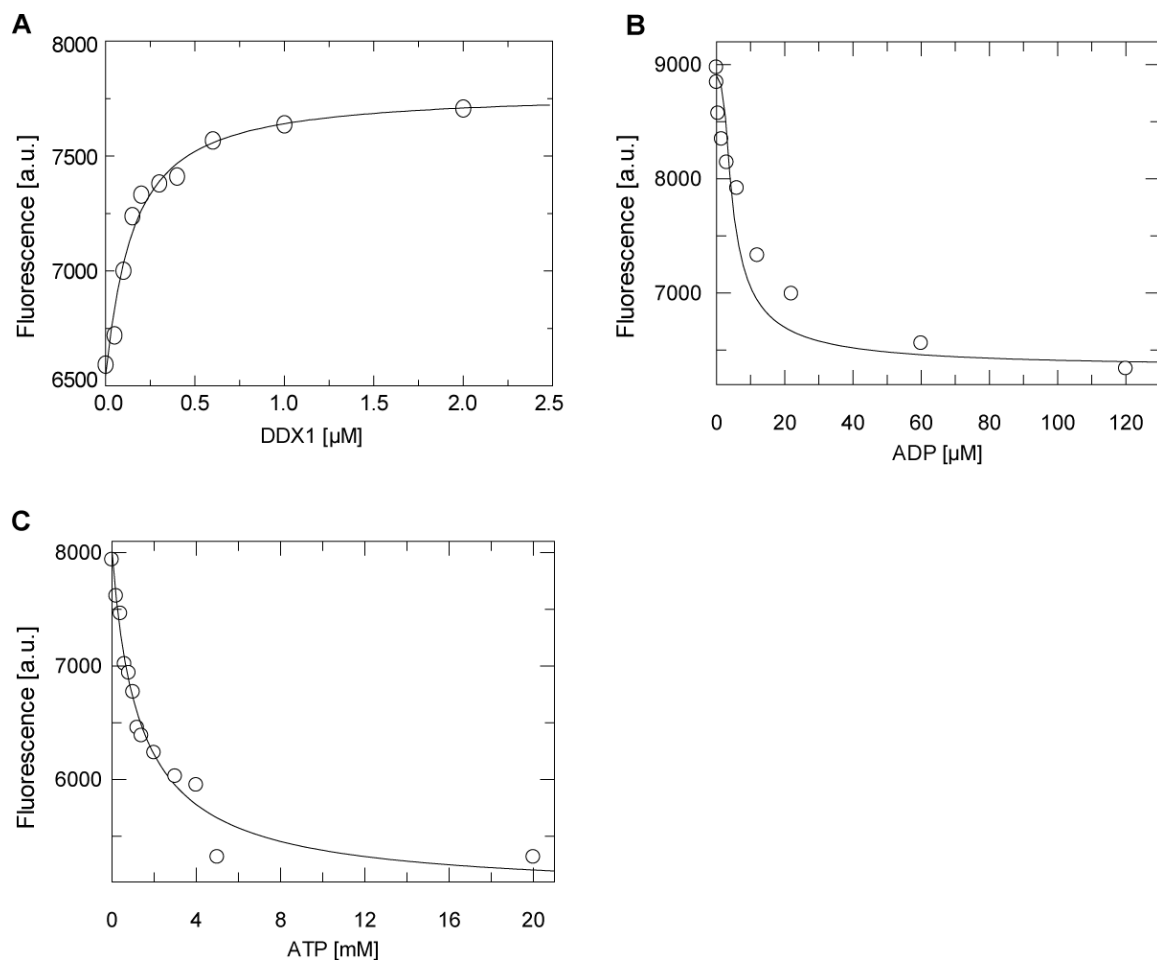 A
8000
7500
7000
6500
Fluorescence [a.u.]
0.0 0.5 1.0 1.5 2.0 2.5
DDX1 [µM]
B
9000
8000
7000
Fluorescence [a.u.]
0 20 40 60 80 100 120
ADP [µM]
C
8000
7000
6000
Fluorescence [a.u.]
0 4 8 12 16 20
ATP [mM]